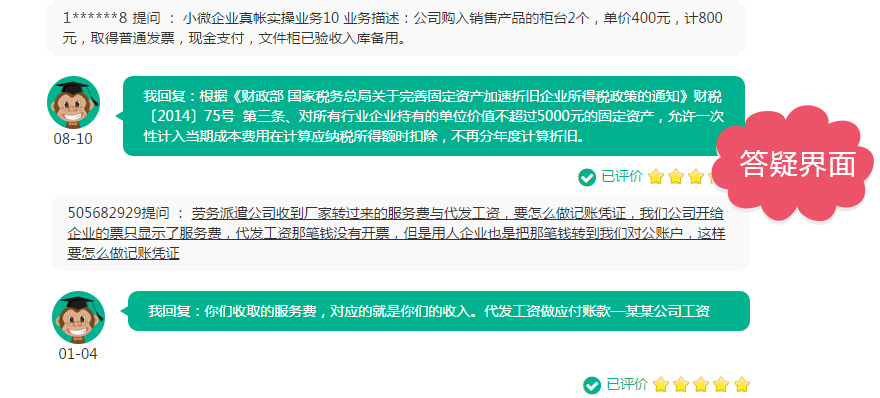 1******8 提问 ： 小微企业真帐实操业务10 业务描述：公司购入销售产品的柜台2个，单价400元，计800
元，取得普通发票，现金支付，文件柜已验收入库备用。
我回复：根据《财政部 国家税务总局关于完善固定资产加速折旧企业所得税政策的通知》财税
〔2014〕75号 第三条、对所有行业企业持有的单位价值不超过5000元的固定资产，允许一次
性计入当期成本费用在计算应纳税所得额时扣除，不再分年度计算折旧。
08-10
已评价
答疑界面
505682929提问 ： 劳务派遣公司收到厂家转过来的服务费与代发工资，要怎么做记账凭证，我们公司开给
企业的票只显示了服务费，代发工资那笔钱没有开票，但是用人企业也是把那笔钱转到我们对公账户，这样
要怎么做记账凭证
我回复：你们收取的服务费，对应的就是你们的收入。代发工资做应付账款—某某公司工资
01-04
已评价